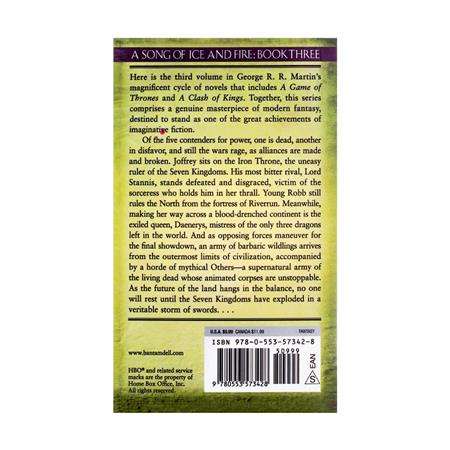 A SONG OF ICE AND FIRE: BOOK THREE
Here is the third volume in George R. R. Martin's
magnificent cycle of novels that includes A Game of
Thrones and A Clash of Kings. Together, this series
comprises a genuine masterpiece of modern fantasy,
destined to stand as one of the great achievements of
imaginative fiction.
Of the five contenders for power, one is dead, another
in disfavor, and still the wars rage, as alliances are made
and broken. Joffrey sits on the Iron Throne, the uneasy
ruler of the Seven Kingdoms. His most bitter rival, Lord
Stannis, stands defeated and disgraced, victim of the
sorceress who holds him in her thrall. Young Robb still
rules the North from the fortress of Riverrun. Meanwhile,
making her way across a blood-drenched continent is the
exiled queen, Daenerys, mistress of the only three dragons
left in the world. And as opposing forces maneuver for
the final showdown, an army of barbaric wildlings arrives
from the outermost limits of civilization, accompanied
by a horde of mythical Others—a supernatural army of
the living dead whose animated corpses are unstoppable.
As the future of the land hangs in the balance, no one
will rest until the Seven Kingdoms have exploded in a
veritable storm of swords. . . .
U.S.A. $9.99 CANADA $11.99 FANTASY
ISBN 978-0-553-57342-8
50999
www.bantamdell.com
EAN
S
HBO® and related service
marks are the property of
Home Box Office, Inc.
All rights reserved.
9 780553 573428